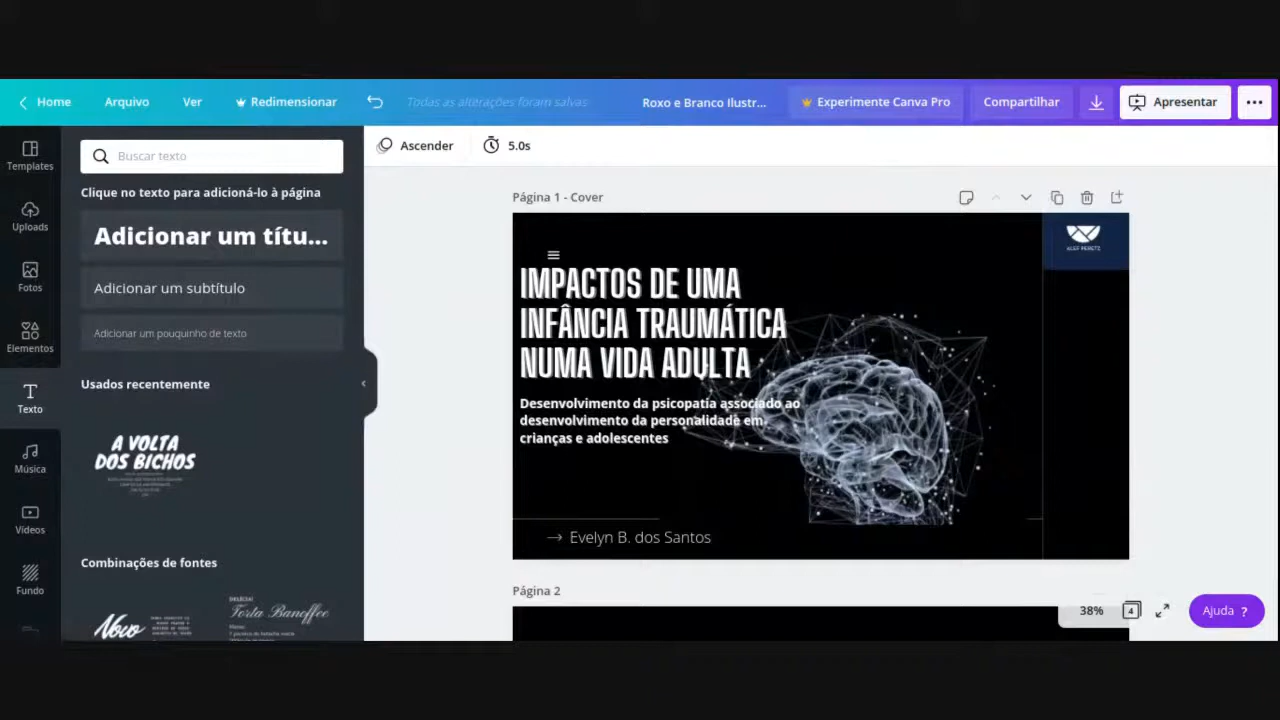 Home
Arquivo
Ver
Redimensionar
Todas as alterações foram salvas
Roxo e Branco Ilustr...
Experimente Canva Pro
Compartilhar
Apresentar
Templates
Uploads
Fotos
Elementos
Texto
Música
Vídeos
Fundo
Buscar texto
Clique no texto para adicioná-lo à página
Adicionar um títu...
Adicionar um subtítulo
Adicionar um pouquinho de texto
Usados recentemente
A VOLTA
DOS BICHOS
Combinações de fontes
Novo
Torta Banoffee
Ascender
5.0s
Página 1 - Cover
ALEF PERETZ
IMPACTOS DE UMA
INFÂNCIA TRAUMÁTICA
NUMA VIDA ADULTA
Desenvolvimento da psicopatia associado ao
desenvolvimento da personalidade em
crianças e adolescentes
→ Evelyn B. dos Santos
Página 2
38%
4
Ajuda ?